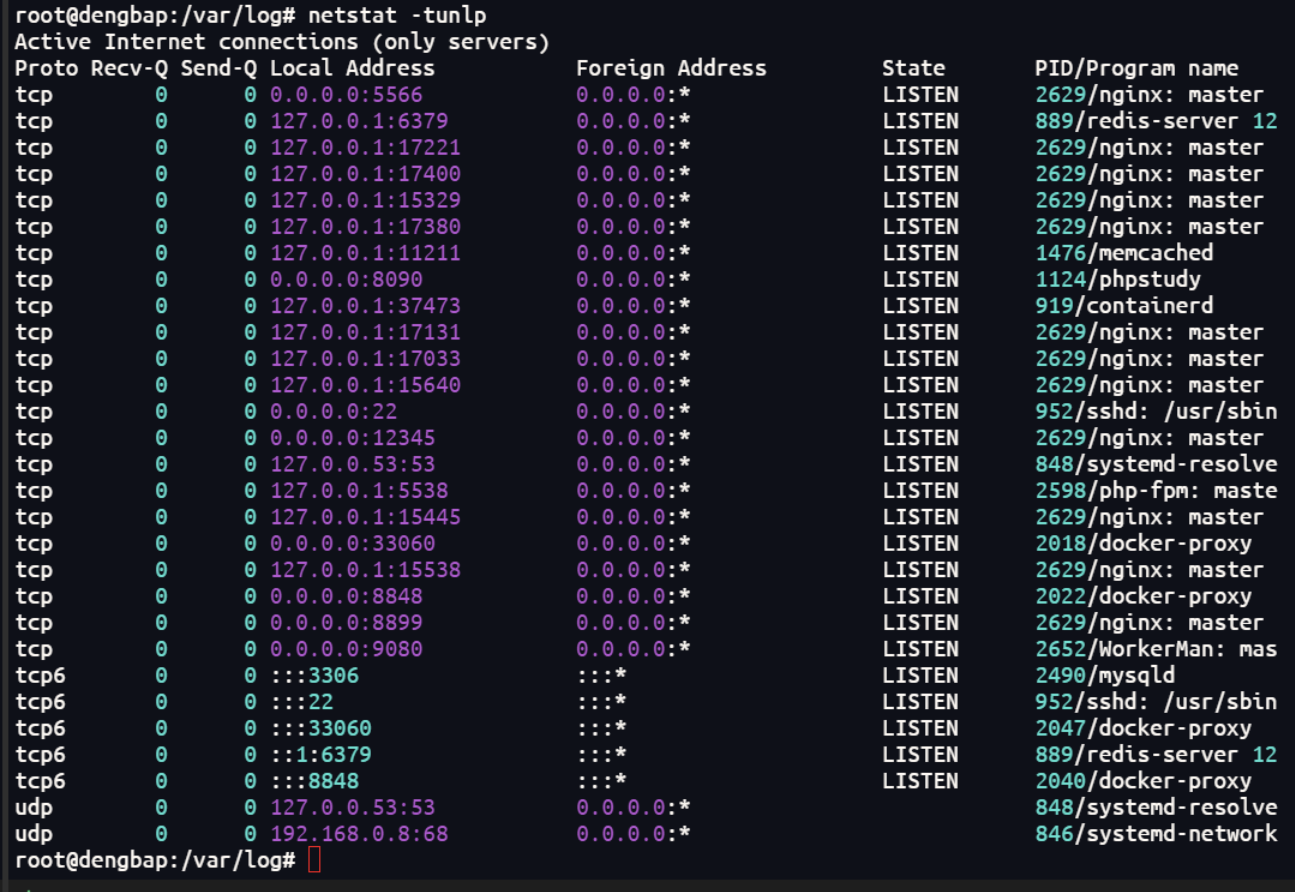 root@dengbap:/var/log# netstat -tunlp
Active Internet connections (only servers)
Proto Recv-Q Send-Q Local Address           Foreign Address         State       PID/Program name
tcp        0      0 0.0.0.0:5566            0.0.0.0:*               LISTEN      2629/nginx: master
tcp        0      0 127.0.0.1:6379          0.0.0.0:*               LISTEN      889/redis-server 12
tcp        0      0 127.0.0.1:17221         0.0.0.0:*               LISTEN      2629/nginx: master
tcp        0      0 127.0.0.1:17400         0.0.0.0:*               LISTEN      2629/nginx: master
tcp        0      0 127.0.0.1:15329         0.0.0.0:*               LISTEN      2629/nginx: master
tcp        0      0 127.0.0.1:17380         0.0.0.0:*               LISTEN      2629/nginx: master
tcp        0      0 127.0.0.1:11211         0.0.0.0:*               LISTEN      1476/memcached
tcp        0      0 0.0.0.0:8090            0.0.0.0:*               LISTEN      1124/phpstudy
tcp        0      0 127.0.0.1:37473         0.0.0.0:*               LISTEN      919/containerd
tcp        0      0 127.0.0.1:17131         0.0.0.0:*               LISTEN      2629/nginx: master
tcp        0      0 127.0.0.1:17033         0.0.0.0:*               LISTEN      2629/nginx: master
tcp        0      0 127.0.0.1:15640         0.0.0.0:*               LISTEN      2629/nginx: master
tcp        0      0 0.0.0.0:22              0.0.0.0:*               LISTEN      952/sshd: /usr/sbin
tcp        0      0 0.0.0.0:12345           0.0.0.0:*               LISTEN      2629/nginx: master
tcp        0      0 127.0.0.53:53           0.0.0.0:*               LISTEN      848/systemd-resolve
tcp        0      0 127.0.0.1:5538          0.0.0.0:*               LISTEN      2598/php-fpm: maste
tcp        0      0 127.0.0.1:15445         0.0.0.0:*               LISTEN      2629/nginx: master
tcp        0      0 0.0.0.0:33060           0.0.0.0:*               LISTEN      2018/docker-proxy
tcp        0      0 127.0.0.1:15538         0.0.0.0:*               LISTEN      2629/nginx: master
tcp        0      0 0.0.0.0:8848            0.0.0.0:*               LISTEN      2022/docker-proxy
tcp        0      0 0.0.0.0:8899            0.0.0.0:*               LISTEN      2629/nginx: master
tcp        0      0 0.0.0.0:9080            0.0.0.0:*               LISTEN      2652/WorkerMan: mas
tcp6       0      0 :::3306                 :::*                    LISTEN      2490/mysqld
tcp6       0      0 :::22                   :::*                    LISTEN      952/sshd: /usr/sbin
tcp6       0      0 :::33060                :::*                    LISTEN      2047/docker-proxy
tcp6       0      0 ::1:6379                :::*                    LISTEN      889/redis-server 12
tcp6       0      0 :::8848                 :::*                    LISTEN      2040/docker-proxy
udp        0      0 127.0.0.53:53           0.0.0.0:*                           848/systemd-resolve
udp        0      0 192.168.0.8:68          0.0.0.0:*                           846/systemd-network
root@dengbap:/var/log#